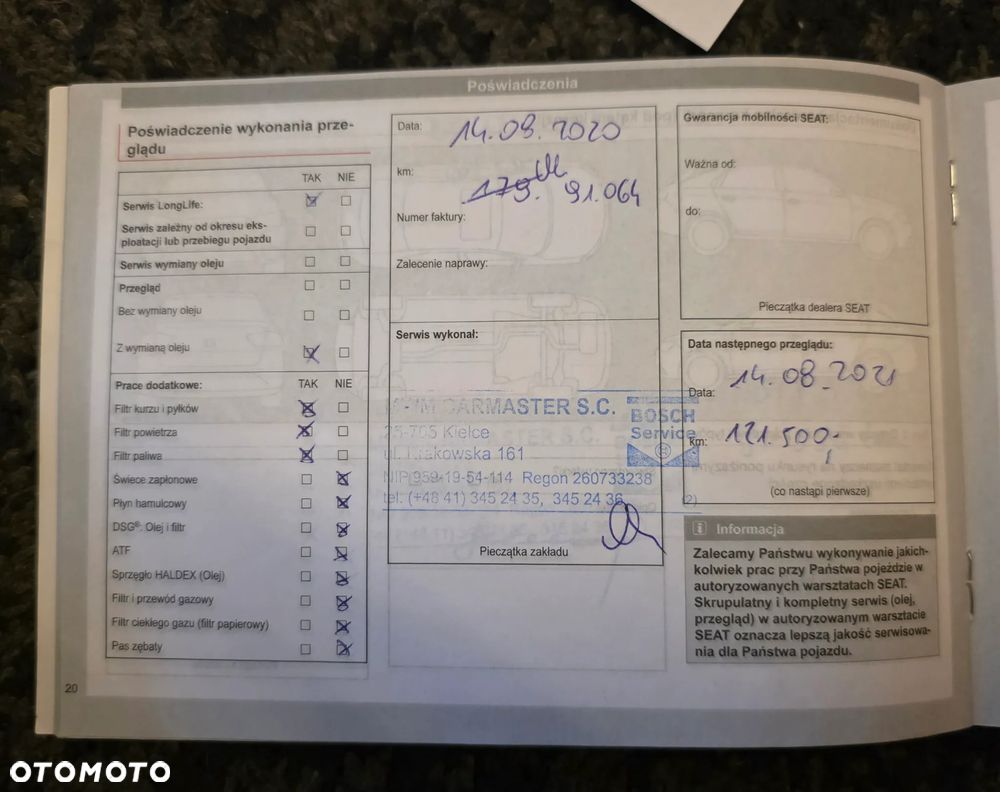 Poświadczenia
Poświadczenie wykonania prze-
glądu
TAK NIE
Serwis LongLife:
Serwis zależny od okresu eks-
ploatacji lub przebiegu pojazdu
Serwis wymiany oleju
Przegląd
Bez wymiany oleju
Z wymianą oleju
Prace dodatkowe: TAK NIE
Filtr kurzu i pyłków
Filtr powietrza
Filtr paliwa
Świece zapłonowe
Płyn hamulcowy
DSG®: Olej i filtr
ATF
Sprzęgło HALDEX (Olej)
Filtr i przewód gazowy
Filtr ciekłego gazu (filtr papierowy)
Pas zębaty
20
Data: 14.08.2020
km: 179. 91.064
Numer faktury:
Zalecenie naprawy:
Serwis wykonał:
CARMASTER S.C.
25-705 Kielce
ul. Krakowska 161
NIP 959-19-54-114 Regon 260733238
tel. (+48 41) 345 24 35, 345 24 36 (2)
BOSCH
Service
Pieczątka zakładu
Gwarancja mobilności SEAT:
Ważna od:
do:
Pieczątka dealera SEAT
Data następnego przeglądu:
Data: 14.08.2021
km: 121.500
(co nastąpi pierwsze)
i Informacja
Zalecamy Państwu wykonywanie jakich-
kolwiek prac przy Państwa pojeździe w
autoryzowanych warsztatach SEAT.
Skrupulatny i kompletny serwis (olej,
przegląd) w autoryzowanym warsztacie
SEAT oznacza lepszą jakość serwisowa-
nia dla Państwa pojazdu.
OTOMOTO